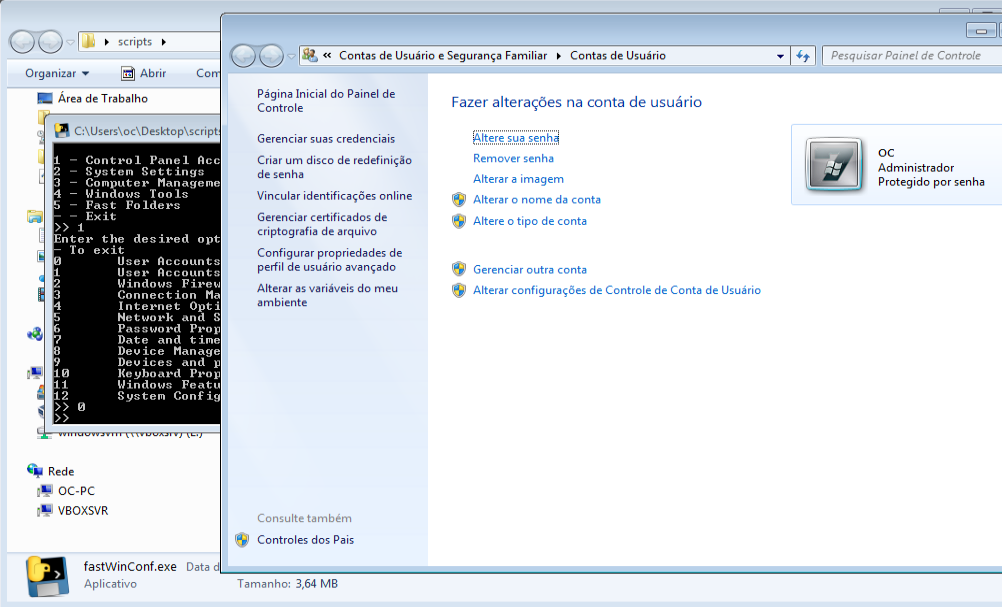 scripts
Organizar
Abrir
Área de Trabalho
C:\Users\oc\Desktop\scripts
1 - Control Panel Acc
2 - System Settings
3 - Computer Manageme
4 - Windows Tools
5 - Fast Folders
- - Exit
>> 1
Enter the desired opt
- To exit
0 User Accounts
1 User Accounts
2 Windows Firew
3 Connection Ma
4 Internet Opti
5 Network and S
6 Password Prop
7 Date and time
8 Device Manage
9 Devices and p
10 Keyboard Prop
11 Windows Featu
12 System Config
>> 0
>>
Rede
OC-PC
VBOXSVR
fastWinConf.exe Data d
Aplicativo
Tamanho: 3,64 MB
« Contas de Usuário e Segurança Familiar Contas de Usuário
Pesquisar Painel de Controle
Página Inicial do Painel de
Controle
Gerenciar suas credenciais
Criar um disco de redefinição
de senha
Vincular identificações online
Gerenciar certificados de
criptografia de arquivo
Configurar propriedades de
perfil de usuário avançado
Alterar as variáveis do meu
ambiente
Consulte também
Controles dos Pais
Fazer alterações na conta de usuário
Altere sua senha
Remover senha
Alterar a imagem
Alterar o nome da conta
Altere o tipo de conta
Gerenciar outra conta
Alterar configurações de Controle de Conta de Usuário
OC
Administrador
Protegido por senha